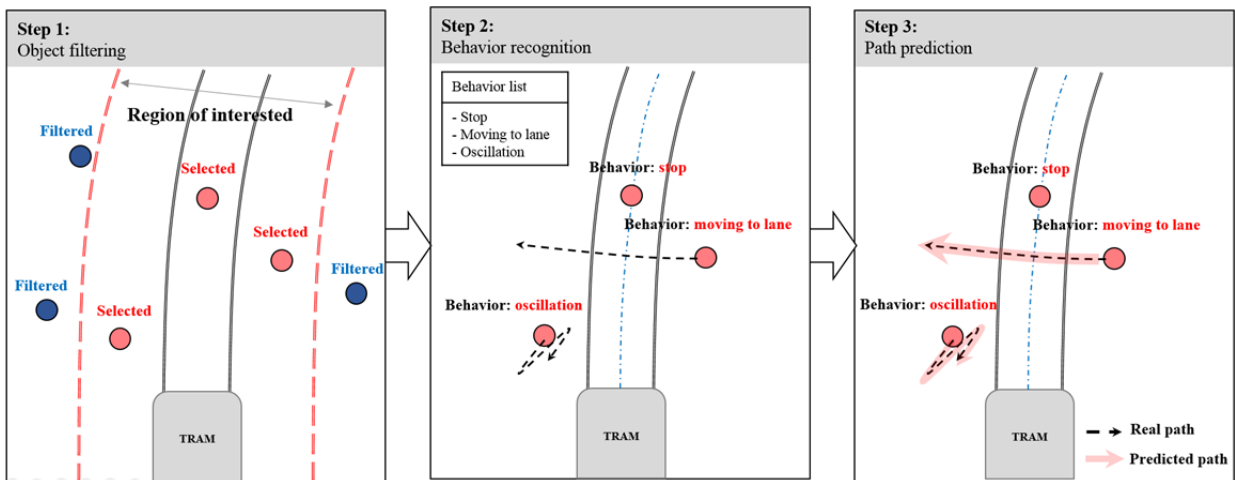 Step 1:
Object filtering
Region of interested
Filtered
Selected
Selected
Filtered
Filtered
Selected
TRAM
Step 2:
Behavior recognition
Behavior list
- Stop
- Moving to lane
- Oscillation
Behavior: stop
Behavior: moving to lane
Behavior: oscillation
TRAM
Step 3:
Path prediction
Behavior: stop
Behavior: moving to lane
Behavior: oscillation
TRAM
Real path
Predicted path